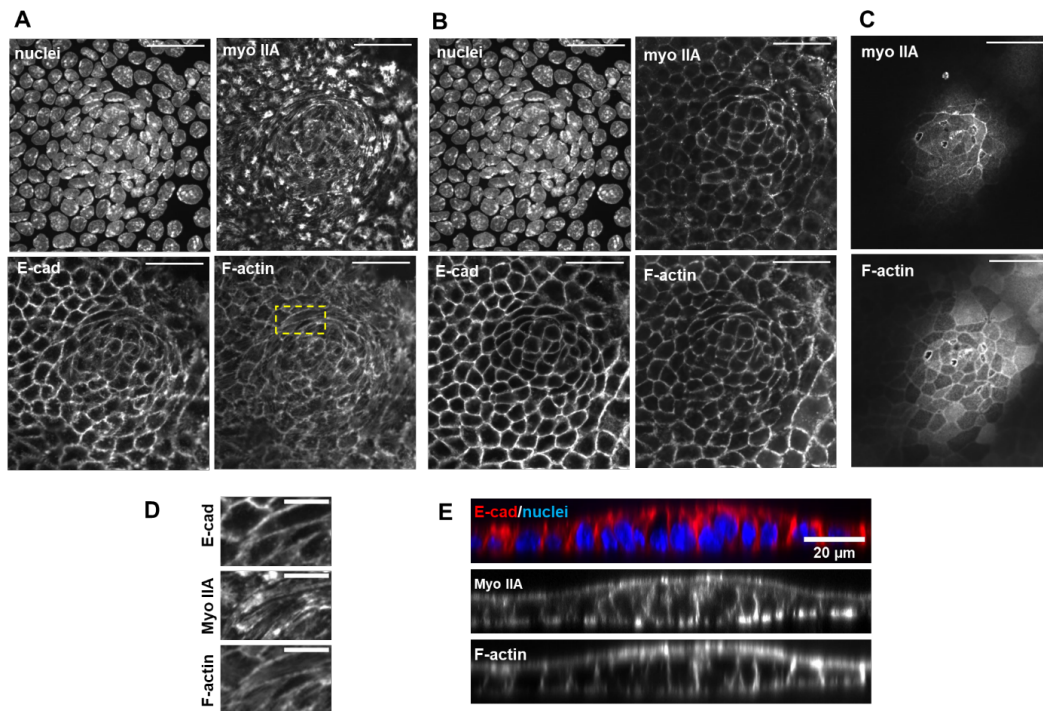 A
B
C
nuclei
myo IIA
nuclei
myo IIA
myo IIA
E-cad
F-actin
E-cad
F-actin
F-actin
D
E-cad
Myo IIA
F-actin
E
E-cad/nuclei
20 µm
Myo IIA
F-actin